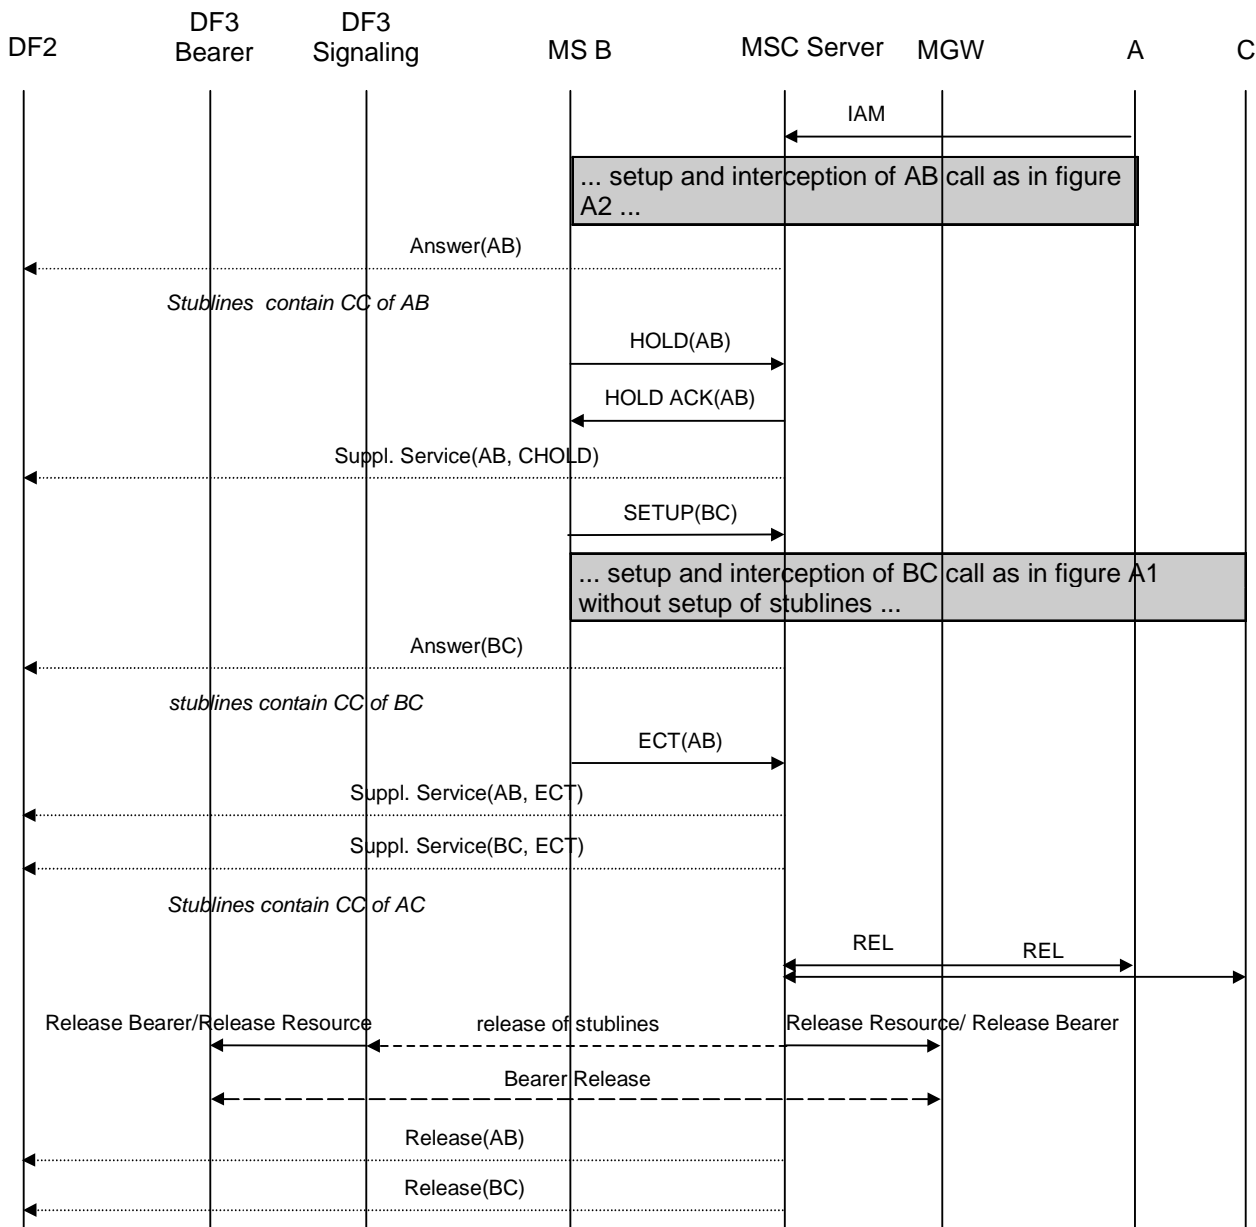 DF2
DF3
Bearer
DF3
Signaling
MS B
MSC Server
MGW
A
C
IAM
... setup and interception of AB call as in figure
A2 ...
Answer(AB)
Stublines contain CC of AB
HOLD(AB)
HOLD ACK(AB)
Suppl. Service(AB, CHOLD)
SETUP(BC)
... setup and interception of BC call as in figure A1
without setup of stublines ...
Answer(BC)
stublines contain CC of BC
ECT(AB)
Suppl. Service(AB, ECT)
Suppl. Service(BC, ECT)
Stublines contain CC of AC
REL
REL
Release Bearer/Release Resource
release of stublines
Release Resource/ Release Bearer
Bearer Release
Release(AB)
Release(BC)